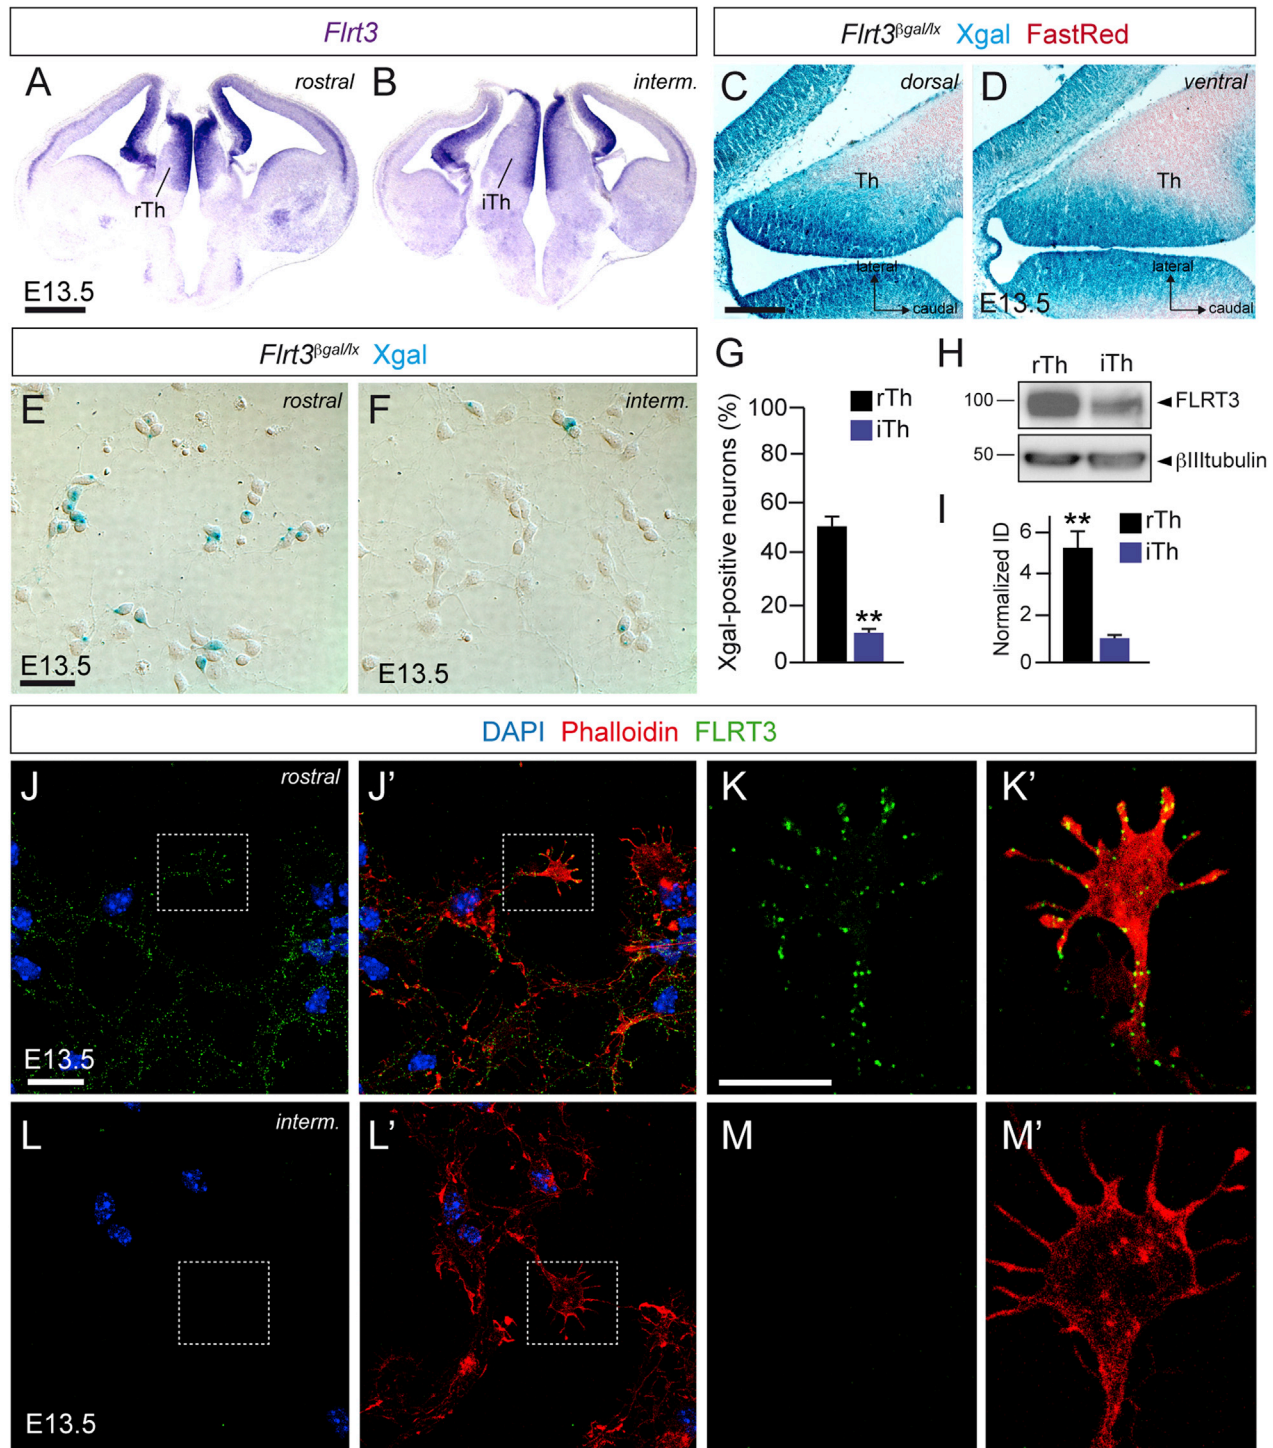 Flrt3
A
rostral
rTh
E13.5
B
interm.
iTh
Flrt3βgal/lx Xgal FastRed
C
dorsal
Th
lateral
caudal
D
ventral
Th
lateral
E13.5
caudal
Flrt3βgal/lx Xgal
E
rostral
E13.5
F
interm.
E13.5
G
Xgal-positive neurons (%)
100
80
60
40
20
0
rTh
iTh
**
H
rTh iTh
100
FLRT3
50
βIIItubulin
I
Normalized ID
6
4
2
0
**
rTh
iTh
DAPI Phalloidin FLRT3
J
rostral
E13.5
J’
K
K’
L
interm.
E13.5
L’
M
M’